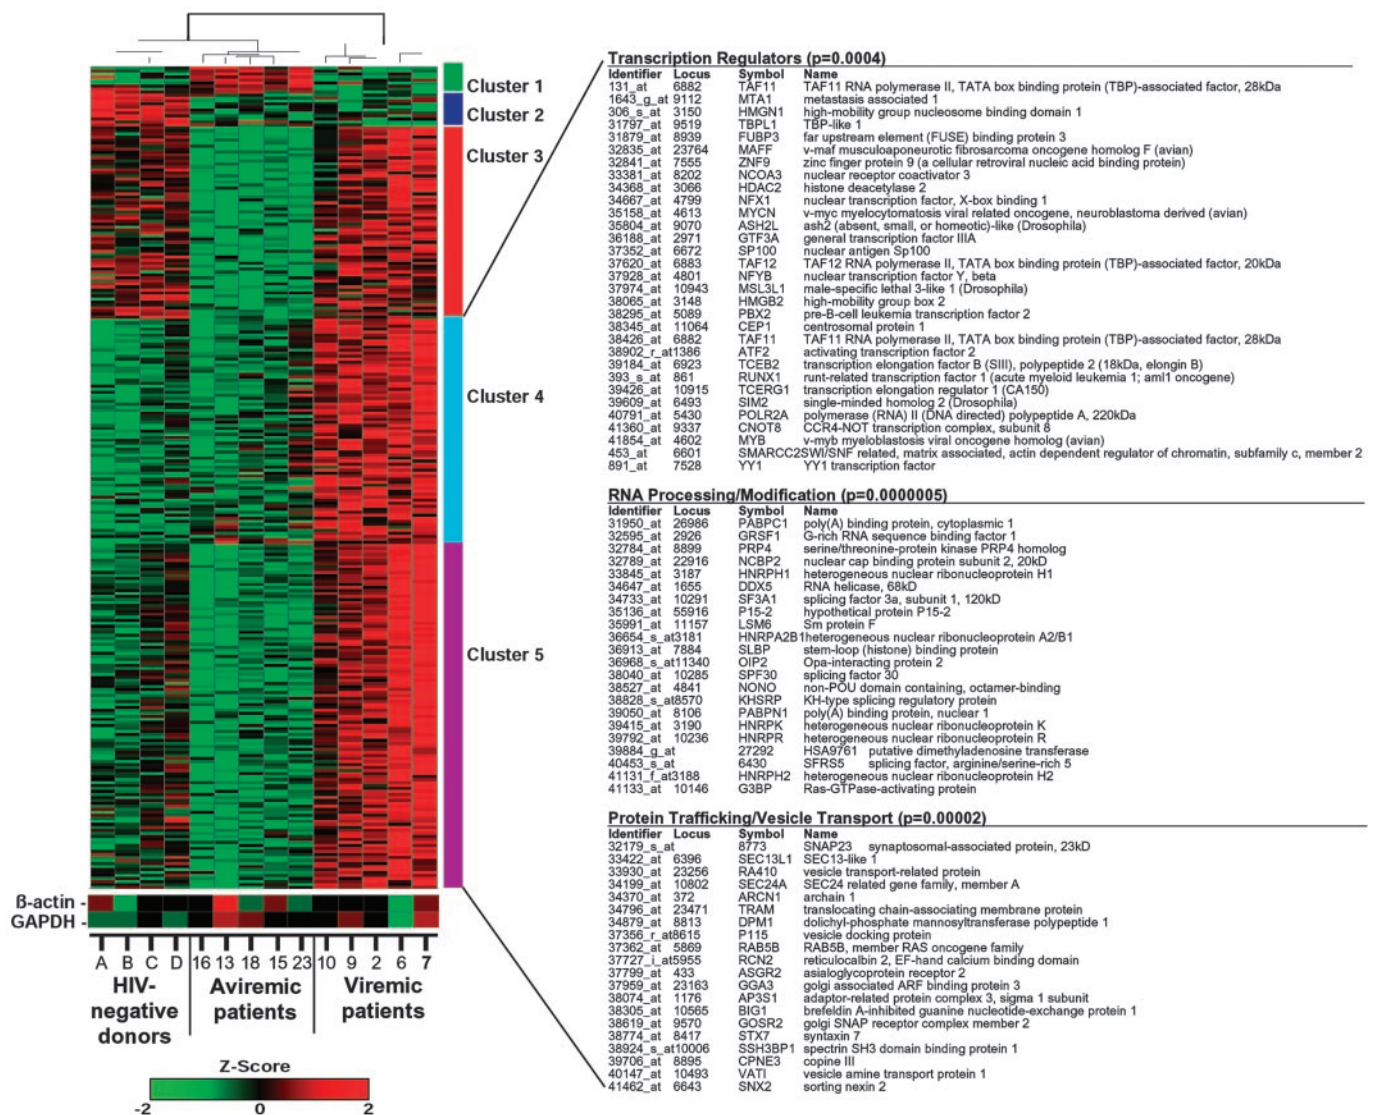 Cluster 1
Cluster 2
Cluster 3
Cluster 4
Cluster 5
ß-actin -
GAPDH -
A B C D 16 13 18 15 23 10 9 2 6 7
HIV-negative donors
Aviremic patients
Viremic patients
Z-Score
-2 0 2
Transcription Regulators (p=0.0004)
Identifier Locus Symbol Name
131_at 6882 TAF11 TAF11 RNA polymerase II, TATA box binding protein (TBP)-associated factor, 28kDa
1643_g_at 9112 MTA1 metastasis associated 1
306_s_at 3150 HMGN1 high-mobility group nucleosome binding domain 1
31797_at 9519 TBPL1 TBP-like 1
31879_at 8939 FUBP3 far upstream element (FUSE) binding protein 3
32835_at 23764 MAFF v-maf musculoaponeurotic fibrosarcoma oncogene homolog F (avian)
32841_at 7555 ZNF9 zinc finger protein 9 (a cellular retroviral nucleic acid binding protein)
33381_at 8202 NCOA3 nuclear receptor coactivator 3
34368_at 3066 HDAC2 histone deacetylase 2
34667_at 4799 NFX1 nuclear transcription factor, X-box binding 1
35158_at 4613 MYCN v-myc myelocytomatosis viral related oncogene, neuroblastoma derived (avian)
35804_at 9070 ASH2L ash2 (absent, small, or homeotic)-like (Drosophila)
36188_at 2971 GTF3A general transcription factor IIIA
37352_at 6672 SP100 nuclear antigen Sp100
37620_at 6883 TAF12 TAF12 RNA polymerase II, TATA box binding protein (TBP)-associated factor, 20kDa
37928_at 4801 NFYB nuclear transcription factor Y, beta
37974_at 10943 MSL3L1 male-specific lethal 3-like 1 (Drosophila)
38065_at 3148 HMGB2 high-mobility group box 2
38295_at 5089 PBX2 pre-B-cell leukemia transcription factor 2
38345_at 11064 CEP1 centrosomal protein 1
38426_at 6882 TAF11 TAF11 RNA polymerase II, TATA box binding protein (TBP)-associated factor, 28kDa
38902_r_at1386 ATF2 activating transcription factor 2
39184_at 6923 TCEB2 transcription elongation factor B (SIII), polypeptide 2 (18kDa, elongin B)
393_s_at 861 RUNX1 runt-related transcription factor 1 (acute myeloid leukemia 1; aml1 oncogene)
39426_at 10915 TCERG1 transcription elongation regulator 1 (CA150)
39609_at 6493 SIM2 single-minded homolog 2 (Drosophila)
40791_at 5430 POLR2A polymerase (RNA) II (DNA directed) polypeptide A, 220kDa
41360_at 9337 CNOT8 CCR4-NOT transcription complex, subunit 8
41854_at 4602 MYB v-myb myeloblastosis viral oncogene homolog (avian)
453_at 6601 SMARCC2SWI/SNF related, matrix associated, actin dependent regulator of chromatin, subfamily c, member 2
891_at 7528 YY1 YY1 transcription factor
RNA Processing/Modification (p=0.0000005)
Identifier Locus Symbol Name
31950_at 26986 PABPC1 poly(A) binding protein, cytoplasmic 1
32595_at 2926 GRSF1 G-rich RNA sequence binding factor 1
32784_at 8899 PRP4 serine/threonine-protein kinase PRP4 homolog
32789_at 22916 NCBP2 nuclear cap binding protein subunit 2, 20kD
33845_at 3187 HNRPH1 heterogeneous nuclear ribonucleoprotein H1
34647_at 1655 DDX5 RNA helicase, 68kD
34733_at 10291 SF3A1 splicing factor 3a, subunit 1, 120kD
35136_at 55916 P15-2 hypothetical protein P15-2
35991_at 11157 LSM6 Sm protein F
36654_s_at3181 HNRPA2B1heterogeneous nuclear ribonucleoprotein A2/B1
36913_at 7884 SLBP stem-loop (histone) binding protein
36968_s_at11340 OIP2 Opa-interacting protein 2
38040_at 10285 SPF30 splicing factor 30
38527_at 4841 NONO non-POU domain containing, octamer-binding
38828_s_at8570 KHSRP KH-type splicing regulatory protein
39050_at 8106 PABPN1 poly(A) binding protein, nuclear 1
39415_at 3190 HNRPK heterogeneous nuclear ribonucleoprotein K
39792_at 10236 HNRPR heterogeneous nuclear ribonucleoprotein R
39884_g_at 27292 HSA9761 putative dimethyladenosine transferase
40453_s_at 6430 SFRS5 splicing factor, arginine/serine-rich 5
41131_f_at3188 HNRPH2 heterogeneous nuclear ribonucleoprotein H2
41133_at 10146 G3BP Ras-GTPase-activating protein
Protein Trafficking/Vesicle Transport (p=0.00002)
Identifier Locus Symbol Name
32179_s_at 8773 SNAP23 synaptosomal-associated protein, 23kD
33422_at 6396 SEC13L1 SEC13-like 1
33930_at 23256 RA410 vesicle transport-related protein
34199_at 10802 SEC24A SEC24 related gene family, member A
34370_at 372 ARCN1 archain 1
34796_at 23471 TRAM translocating chain-associating membrane protein
34879_at 8813 DPM1 dolichyl-phosphate mannosyltransferase polypeptide 1
37356_r_at8615 P115 vesicle docking protein
37362_at 5869 RAB5B RAB5B, member RAS oncogene family
37727_i_at5955 RCN2 reticulocalbin 2, EF-hand calcium binding domain
37799_at 433 ASGR2 asialoglycoprotein receptor 2
37959_at 23163 GGA3 golgi associated ARF binding protein 3
38074_at 1176 AP3S1 adaptor-related protein complex 3, sigma 1 subunit
38305_at 10565 BIG1 brefeldin A-inhibited guanine nucleotide-exchange protein 1
38619_at 9570 GOSR2 golgi SNAP receptor complex member 2
38774_at 8417 STX7 syntaxin 7
38924_s_at10006 SSH3BP1 spectrin SH3 domain binding protein 1
39706_at 8895 CPNE3 copine III
40147_at 10493 VATI vesicle amine transport protein 1
41462_at 6643 SNX2 sorting nexin 2